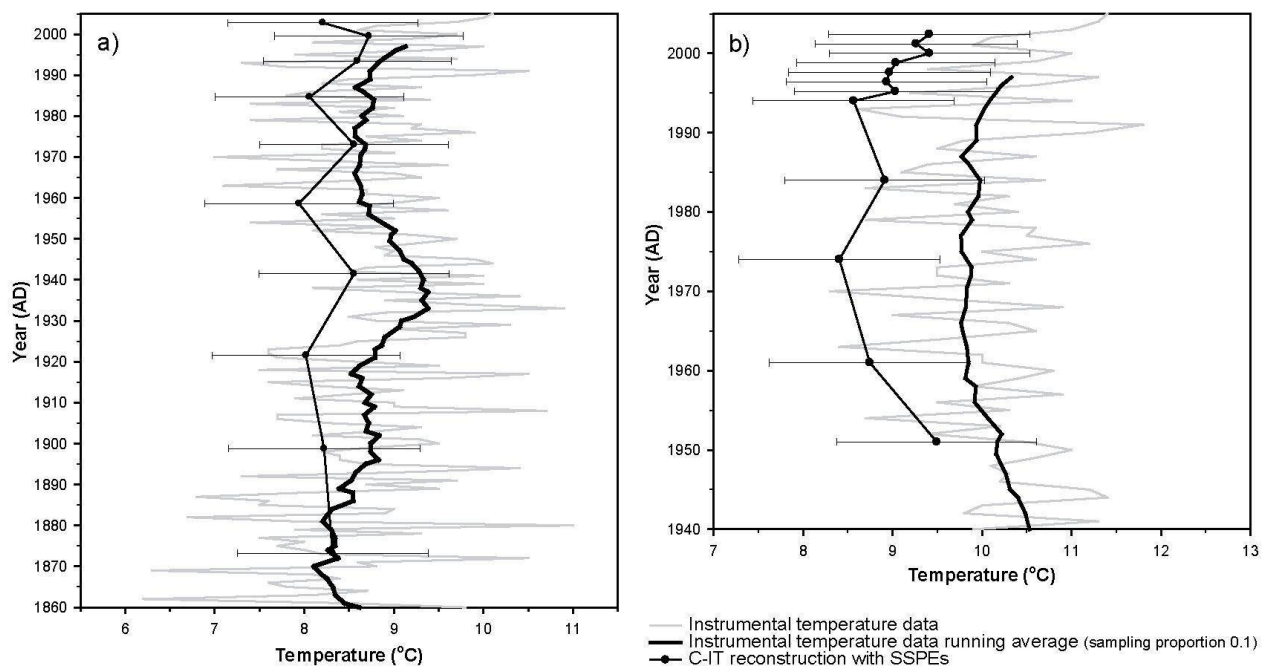 a)
Year (AD)
2000
1990
1980
1970
1960
1950
1940
1930
1920
1910
1900
1890
1880
1870
1860
6 7 8 9 10 11
Temperature (°C)
b)
Year (AD)
2000
1990
1980
1970
1960
1950
1940
7 8 9 10 11 12 13
Temperature (°C)
Instrumental temperature data
Instrumental temperature data running average (sampling proportion 0.1)
C-IT reconstruction with SSPEs